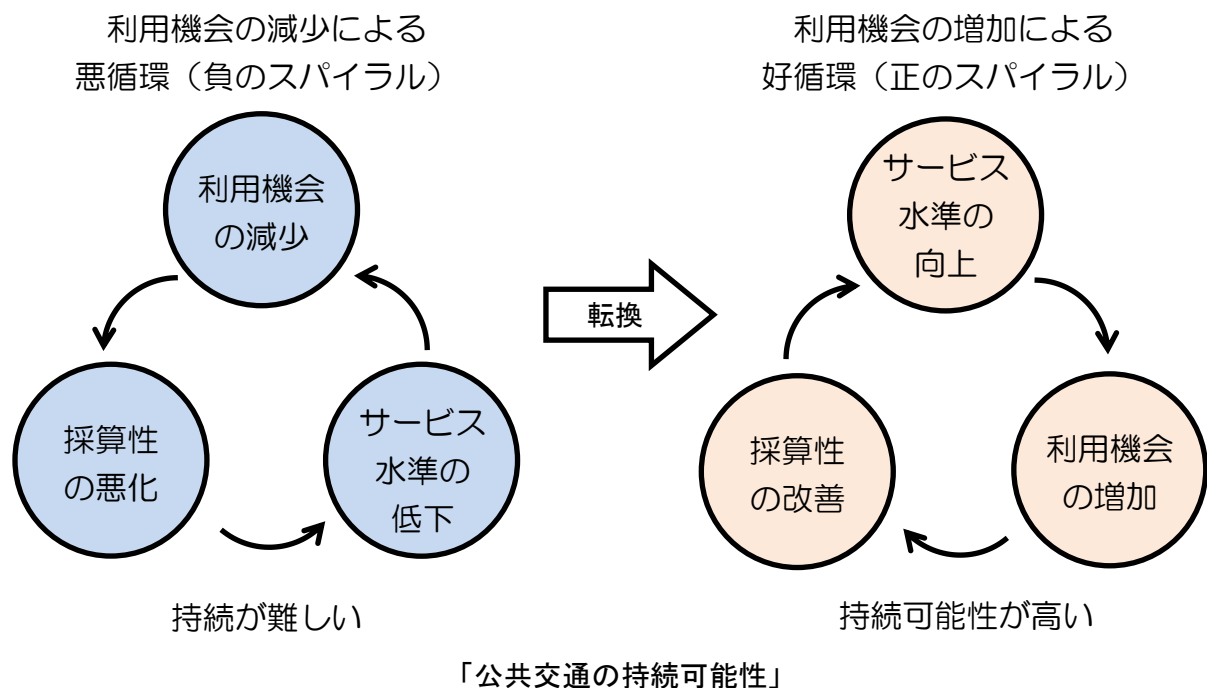 利用機会の減少による
悪循環（負のスパイラル）
利用機会
の減少
採算性
の悪化
サービス
水準の
低下
持続が難しい
転換
利用機会の増加による
好循環（正のスパイラル）
サービス
水準の
向上
利用機会
の増加
採算性
の改善
持続可能性が高い
「公共交通の持続可能性」